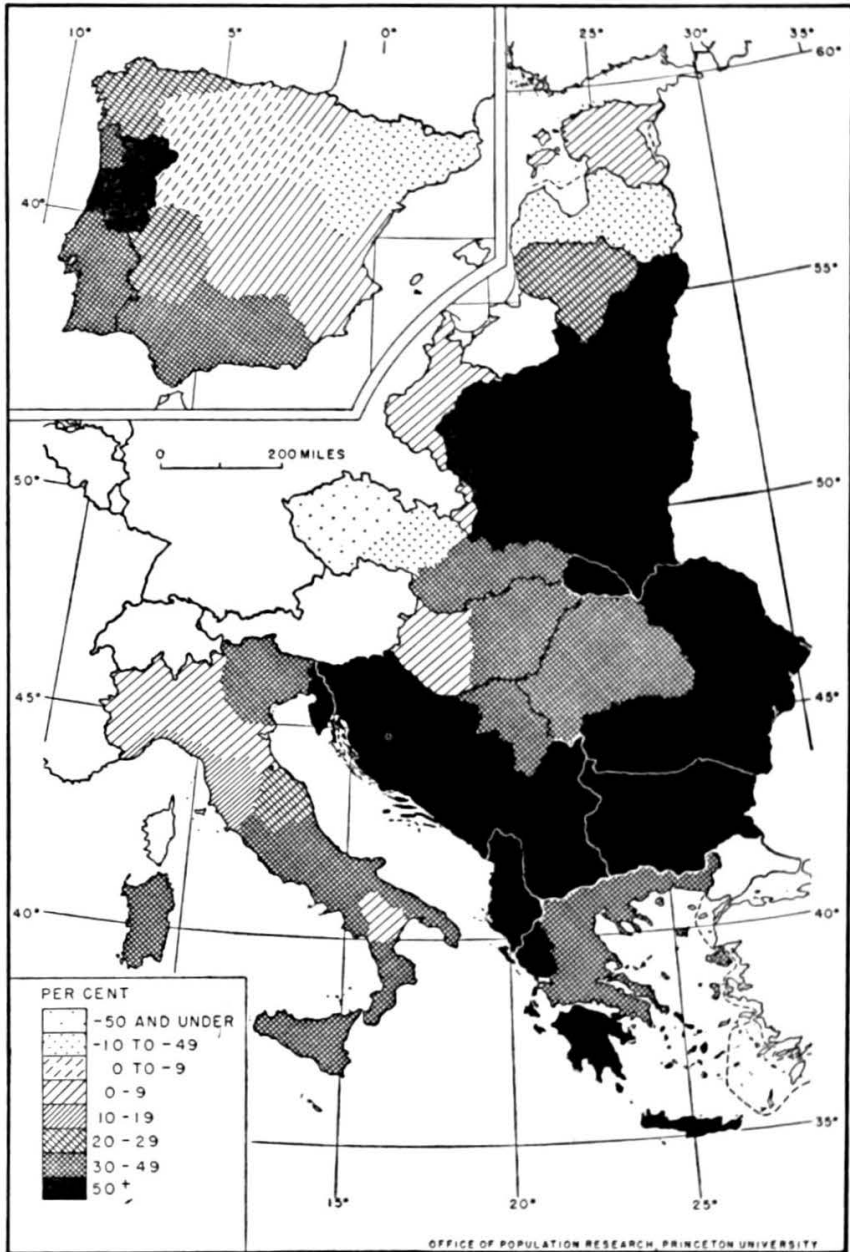 10° 5° 0° 25° 30° 35°
60°
40°
55°
0 200 MILES
50°
50°
45°
45°
40°
40°
PER CENT
-50 AND UNDER
-10 TO -49
0 TO -9
0 - 9
10 - 19
20 - 29
30 - 49
50 +
35°
15° 20° 25°
OFFICE OF POPULATION RESEARCH, PRINCETON UNIVERSITY